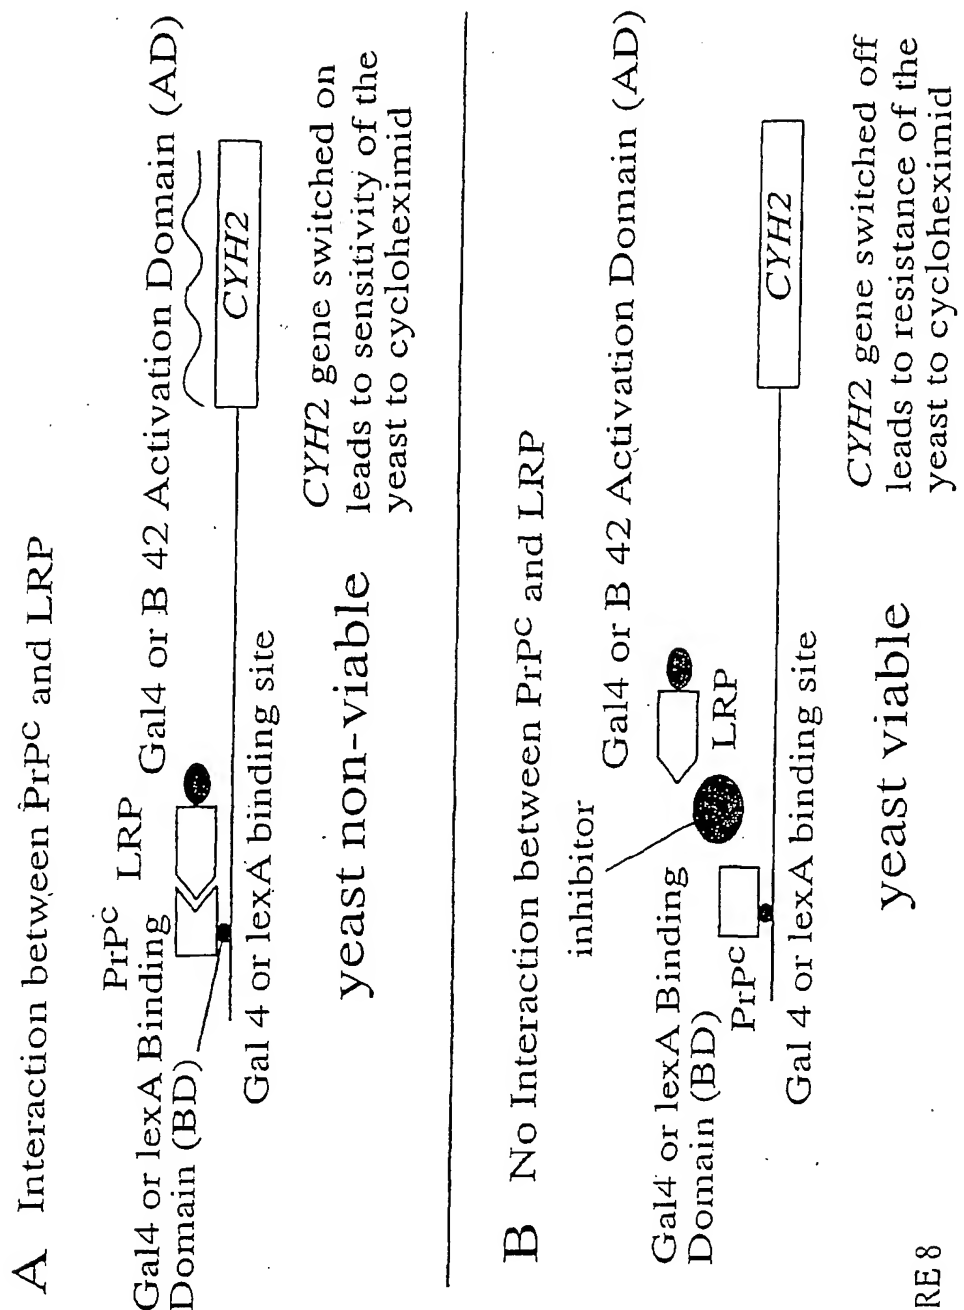 A Interaction between PrPᶜ and LRP
PrPᶜ LRP
Gal4 or B 42 Activation Domain (AD)
Gal4 or lexA Binding
Domain (BD)
CYH2
Gal 4 or lexA binding site
CYH2 gene switched on
leads to sensitivity of the
yeast to cycloheximid
yeast non-viable
B No Interaction between PrPᶜ and LRP
inhibitor
Gal4 or B 42 Activation Domain (AD)
Gal4 or lexA Binding
Domain (BD)
LRP
PrPᶜ
CYH2
Gal 4 or lexA binding site
CYH2 gene switched off
leads to resistance of the
yeast to cycloheximid
yeast viable
RE 8